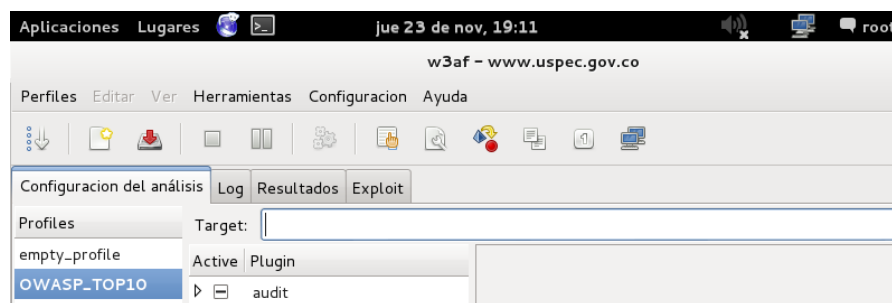 Aplicaciones Lugares jue 23 de nov, 19:11 root
w3af – www.uspec.gov.co
Perfiles Editar Ver Herramientas Configuracion Ayuda
Configuracion del análisis Log Resultados Exploit
Profiles Target:
empty_profile Active Plugin
OWASP_TOP10 audit